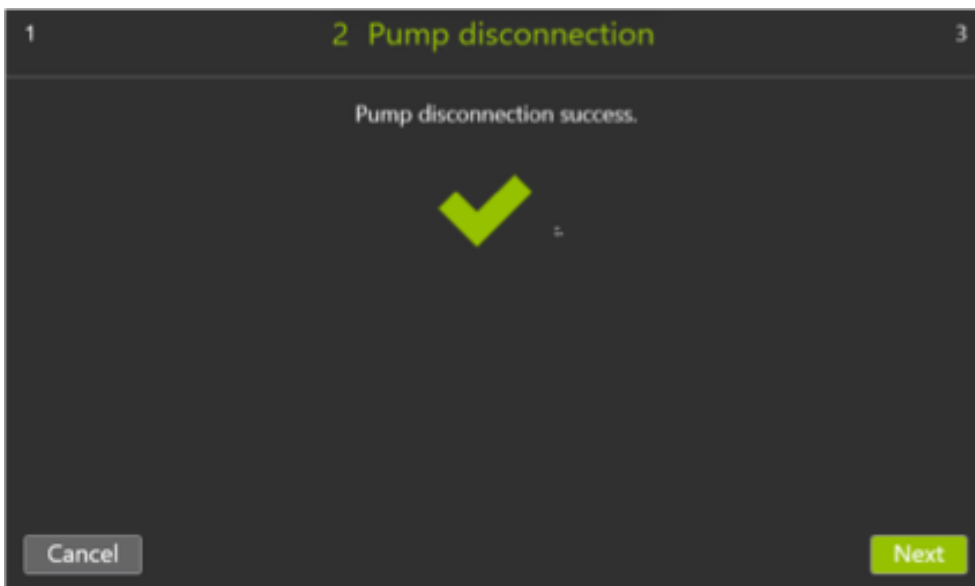 1
2 Pump disconnection
3
Pump disconnection success.
Cancel
Next